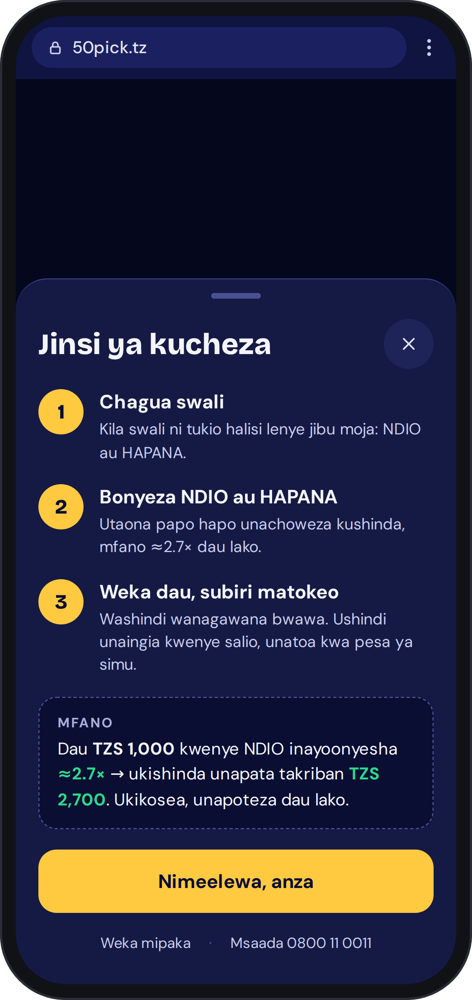 50pick.tz
Jinsi ya kucheza
1
Chagua swali
Kila swali ni tukio halisi lenye jibu moja: NDIO
au HAPANA.
2
Bonyeza NDIO au HAPANA
Utaona papo hapo unachoweza kushinda,
mfano ≈2.7× dau lako.
3
Weka dau, subiri matokeo
Washindi wanagawana bwawa. Ushindi
unaingia kwenye salio, unatoa kwa pesa ya
simu.
MFANO
Dau TZS 1,000 kwenye NDIO inayoonyesha
≈2.7× → ukishinda unapata takriban TZS
2,700. Ukikosea, unapoteza dau lako.
Nimeelewa, anza
Weka mipaka · Msaada 0800 11 0011